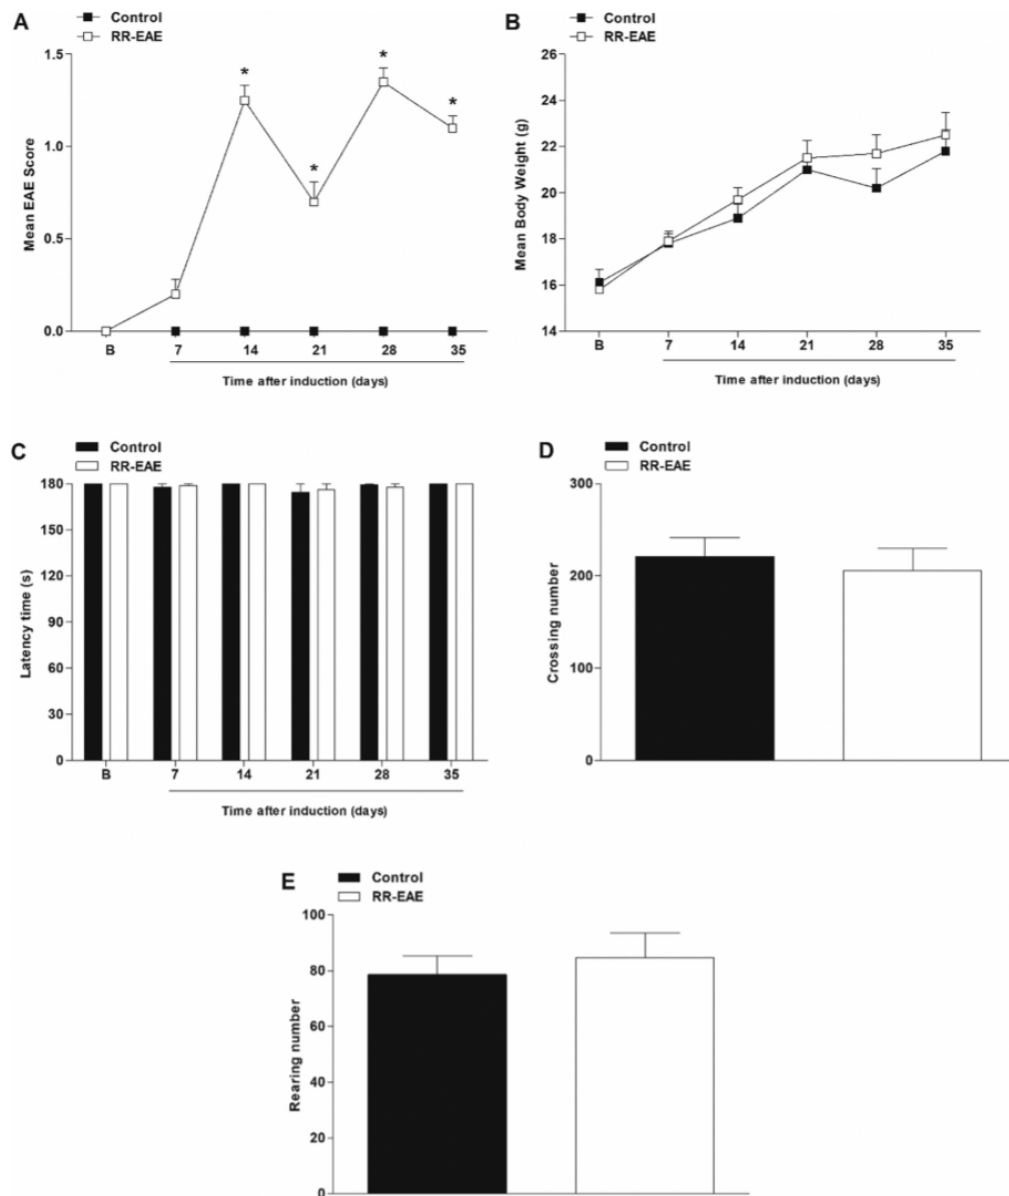 A
Control
RR-EAE
1.5
1.0
0.5
0.0
Mean EAE Score
*
*
*
*
B 7 14 21 28 35
Time after induction (days)
B
Control
RR-EAE
26
24
22
20
18
16
14
Mean Body Weight (g)
B 7 14 21 28 35
Time after induction (days)
C
Control
RR-EAE
180
150
120
90
60
30
0
Latency time (s)
B 7 14 21 28 35
Time after induction (days)
D
Control
RR-EAE
300
200
100
0
Crossing number
E
Control
RR-EAE
100
80
60
40
20
0
Rearing number